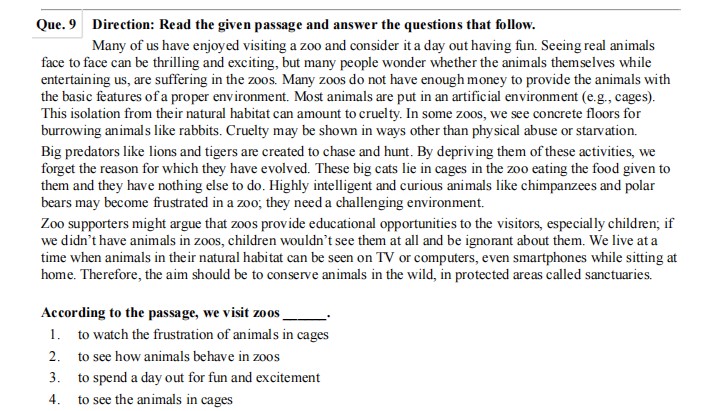 Que. 9 Direction: Read the given passage and answer the questions that follow.
Many of us have enjoyed visiting a zoo and consider it a day out having fun. Seeing real animals
face to face can be thrilling and exciting, but many people wonder whether the animals themselves while
entertaining us, are suffering in the zoos. Many zoos do not have enough money to provide the animals with
the basic features of a proper environment. Most animals are put in an artificial environment (e.g., cages).
This isolation from their natural habitat can amount to cruelty. In some zoos, we see concrete floors for
burrowing animals like rabbits. Cruelty may be shown in ways other than physical abuse or starvation.
Big predators like lions and tigers are created to chase and hunt. By depriving them of these activities, we
forget the reason for which they have evolved. These big cats lie in cages in the zoo eating the food given to
them and they have nothing else to do. Highly intelligent and curious animals like chimpanzees and polar
bears may become frustrated in a zoo; they need a challenging environment.
Zoo supporters might argue that zoos provide educational opportunities to the visitors, especially children; if
we didn't have animals in zoos, children wouldn't see them at all and be ignorant about them. We live at a
time when animals in their natural habitat can be seen on TV or computers, even smartphones while sitting at
home. Therefore, the aim should be to conserve animals in the wild, in protected areas called sanctuaries.
According to the passage, we visit zoos ______.
1. to watch the frustration of animals in cages
2. to see how animals behave in zoos
3. to spend a day out for fun and excitement
4. to see the animals in cages